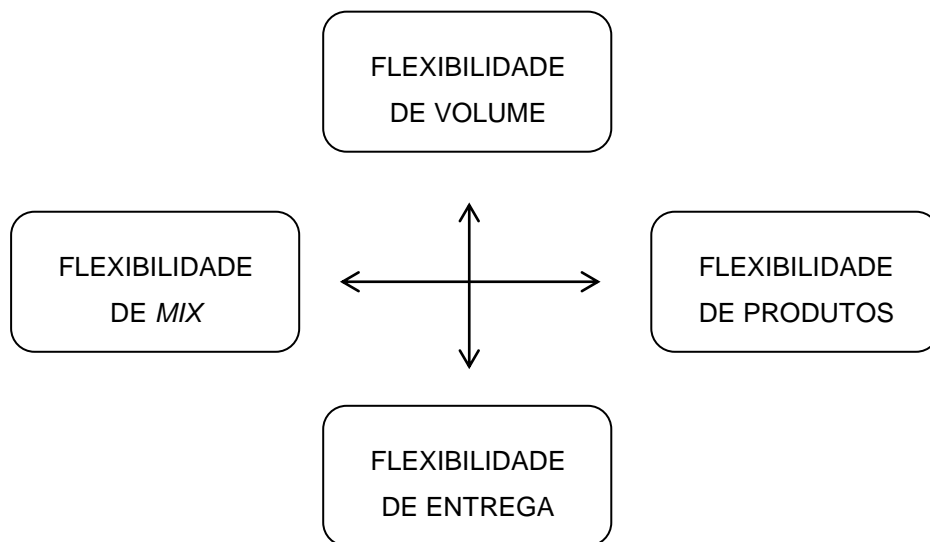 FLEXIBILIDADE
DE VOLUME
FLEXIBILIDADE
DE MIX
FLEXIBILIDADE
DE PRODUTOS
FLEXIBILIDADE
DE ENTREGA